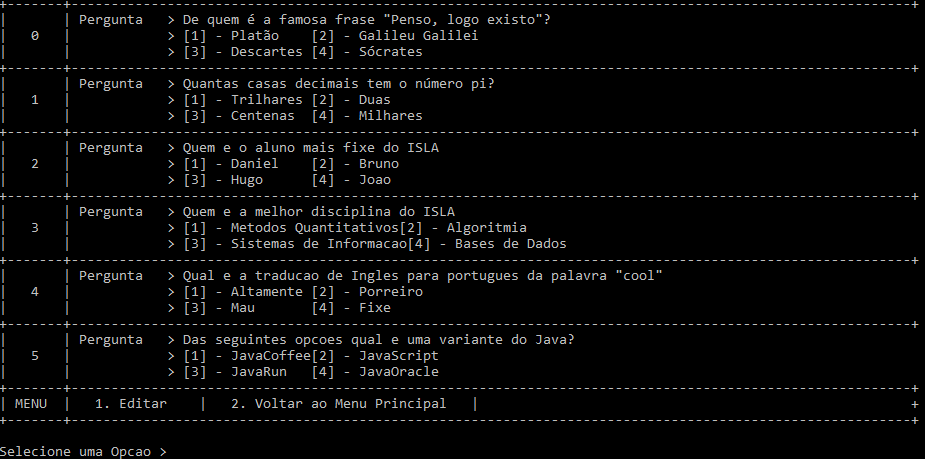 Pergunta > De quem é a famosa frase "Penso, logo existo"?
0 > [1] - Platão [2] - Galileu Galilei
> [3] - Descartes [4] - Sócrates
Pergunta > Quantas casas decimais tem o número pi?
1 > [1] - Trilhares [2] - Duas
> [3] - Centenas [4] - Milhares
Pergunta > Quem e o aluno mais fixe do ISLA
2 > [1] - Daniel [2] - Bruno
> [3] - Hugo [4] - Joao
Pergunta > Quem e a melhor disciplina do ISLA
3 > [1] - Metodos Quantitativos[2] - Algoritmia
> [3] - Sistemas de Informacao[4] - Bases de Dados
Pergunta > Qual e a traducao de Ingles para portugues da palavra "cool"
4 > [1] - Altamente [2] - Porreiro
> [3] - Mau [4] - Fixe
Pergunta > Das seguintes opcoes qual e uma variante do Java?
5 > [1] - JavaCoffee[2] - JavaScript
> [3] - JavaRun [4] - JavaOracle
MENU | 1. Editar | 2. Voltar ao Menu Principal |
Selecione uma Opcao >